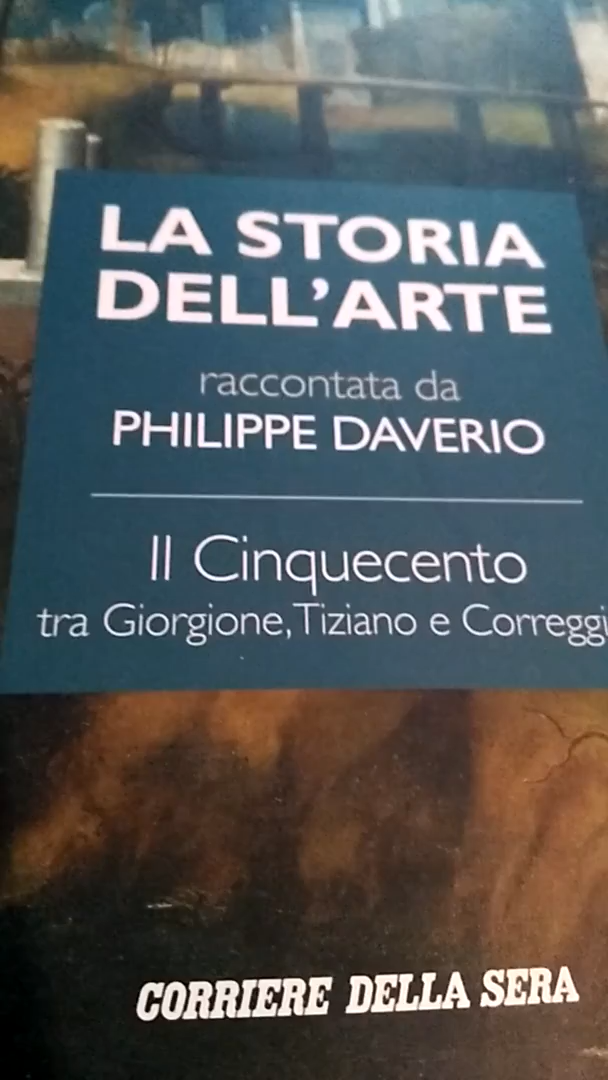 LA STORIA
DELL'ARTE
raccontata da
PHILIPPE DAVERIO
Il Cinquecento
tra Giorgione, Tiziano e Correggi
CORRIERE DELLA SERA